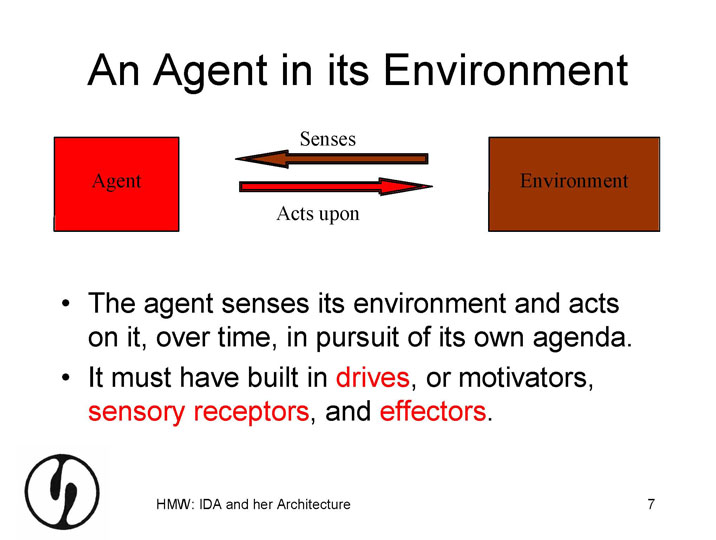 An Agent in its Environment
Senses
Agent
Environment
Acts upon
• The agent senses its environment and acts
on it, over time, in pursuit of its own agenda.
• It must have built in drives, or motivators,
sensory receptors, and effectors.
HMW: IDA and her Architecture
7